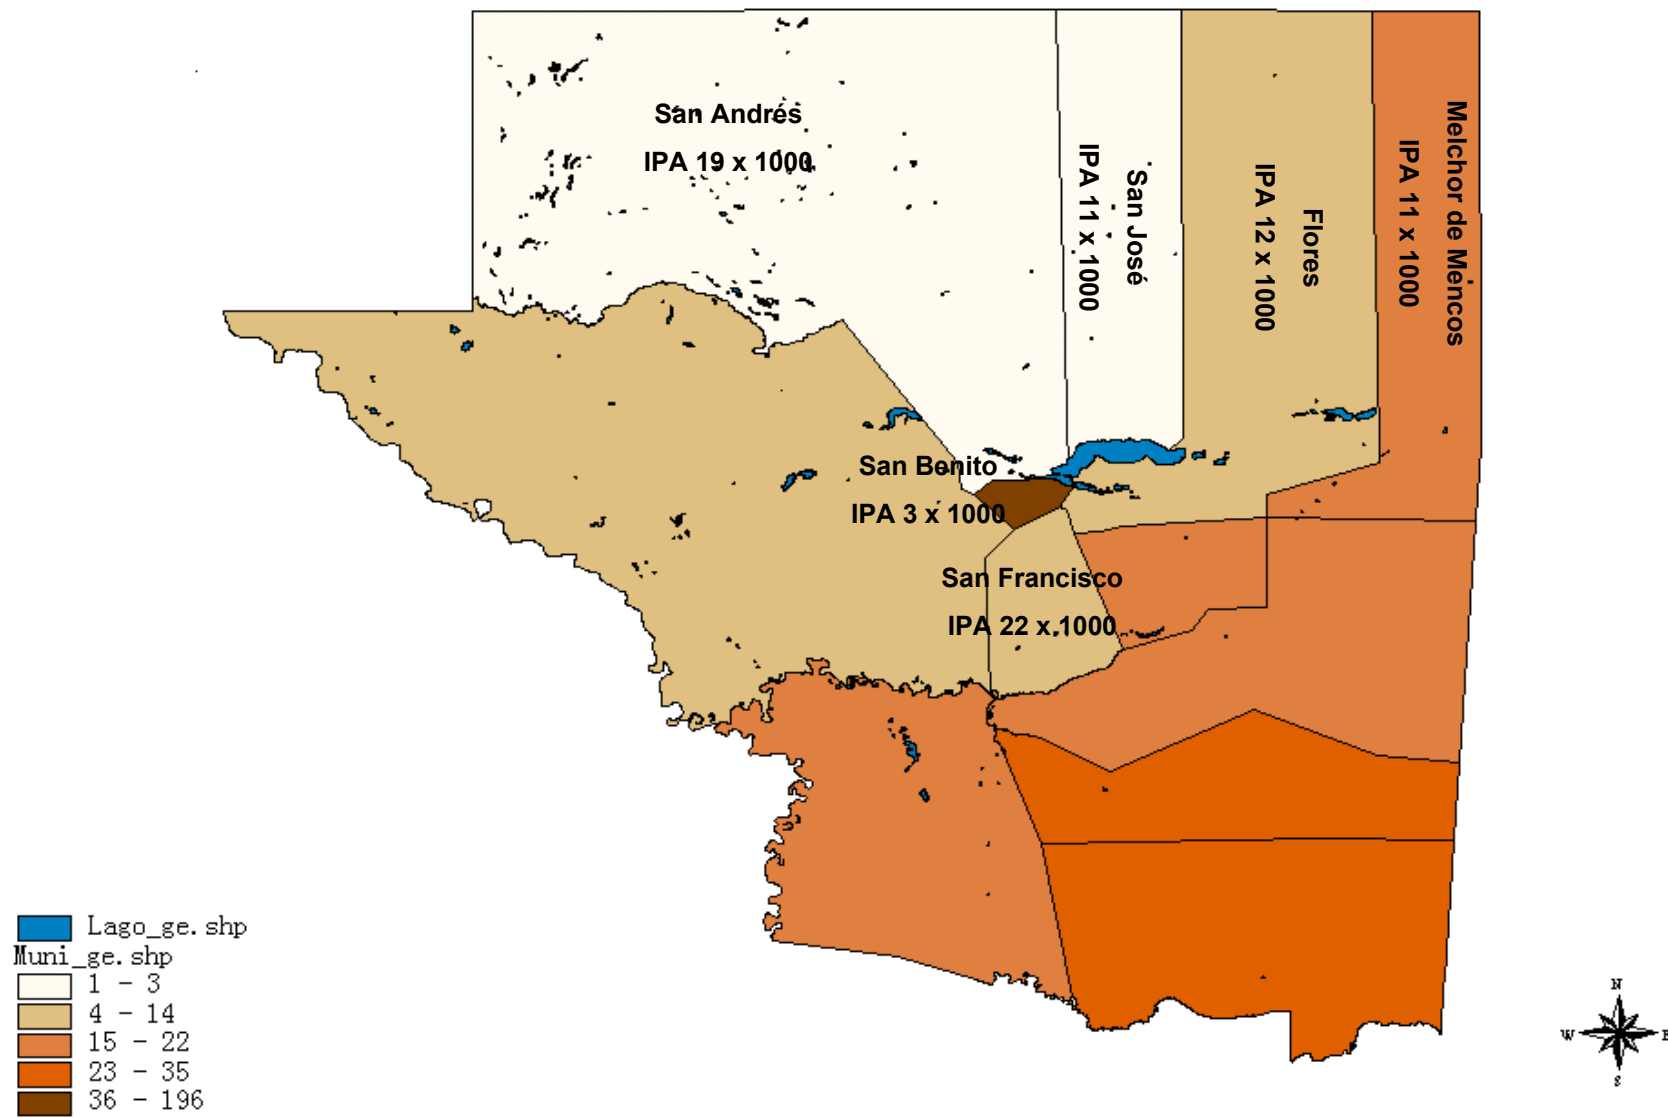 San Andrés
IPA 19 x 1000
San José
IPA 11 x 1000
Flores
IPA 12 x 1000
Melchor de Mencos
IPA 11 x 1000
San Benito
IPA 3 x 1000
San Francisco
IPA 22 x 1000
Lago_ge.shp
Muni_ge.shp
1 - 3
4 - 14
15 - 22
23 - 35
36 - 196
N
W E
S